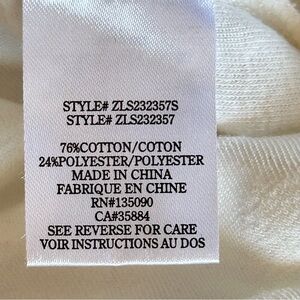 STYLE# ZLS232357S
STYLE# ZLS232357
76%COTTON/COTON
24%POLYESTER/POLYESTER
MADE IN CHINA
FABRIQUE EN CHINE
RN#135090
CA#35884
SEE REVERSE FOR CARE
VOIR INSTRUCTIONS AU DOS